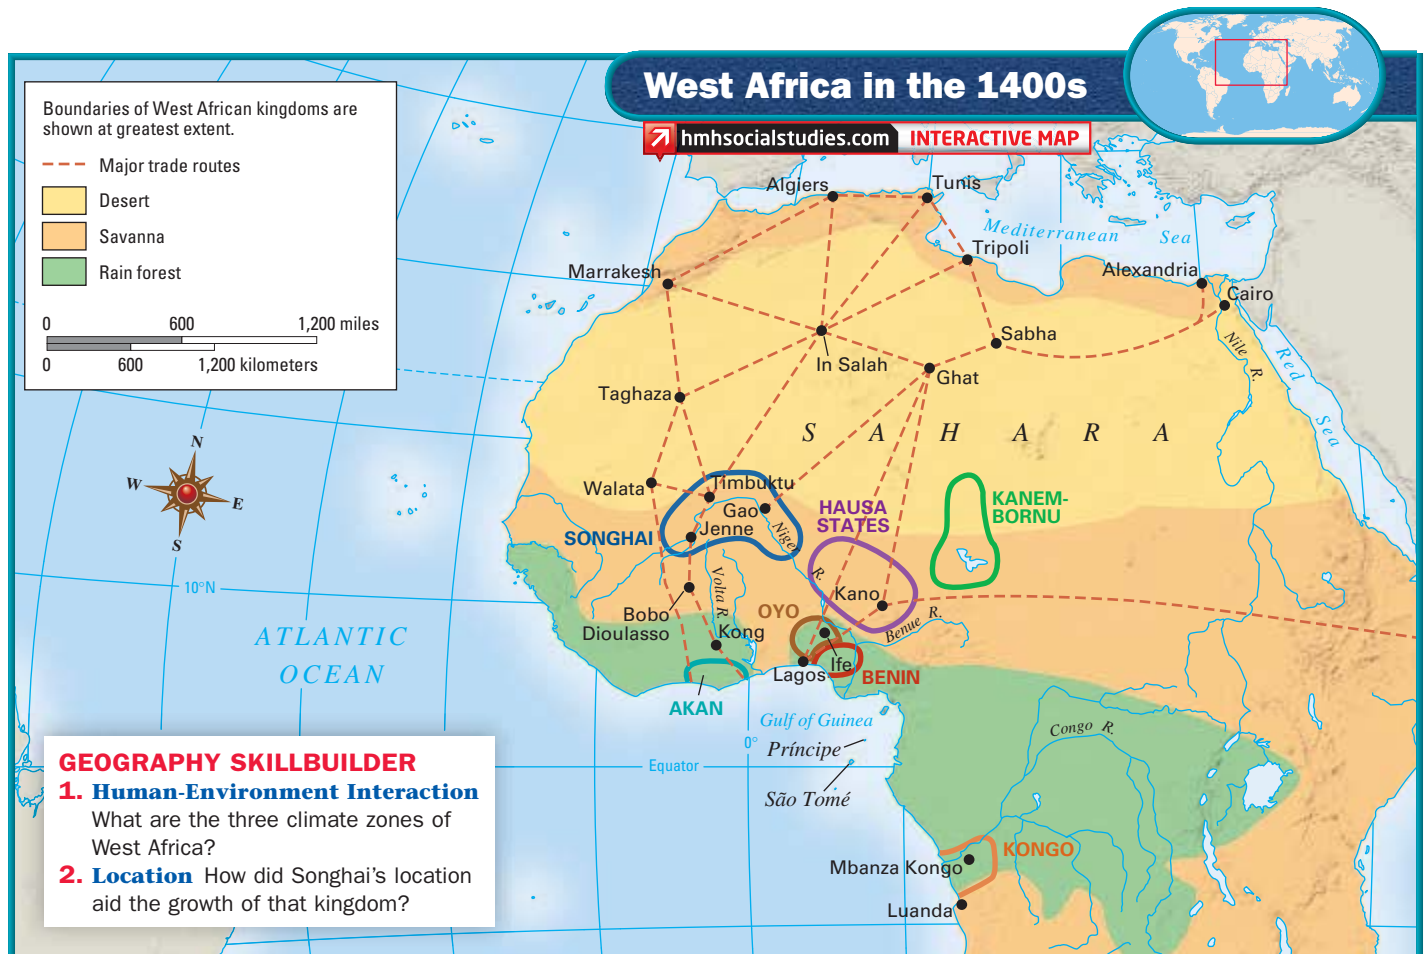 West Africa in the 1400s
hmhsocialstudies.com INTERACTIVE MAP
Boundaries of West African kingdoms are
shown at greatest extent.
Major trade routes
Desert
Savanna
Rain forest
0 600 1,200 miles
0 600 1,200 kilometers
N
W
E
S
Algiers
Tunis
Mediterranean Sea
Tripoli
Marrakesh
Alexandria
Cairo
Sabha
In Salah
Ghat
Nile R.
Red Sea
Taghaza
SAHARA
Walata
Timbuktu
Gao
Jenne
Niger R.
SONGHAI
HAUSA
STATES
KANEM-
BORNU
10°N
Volta R.
Kano
Bobo
Dioulasso
OYO
Benue R.
Kong
Ife
Lagos
BENIN
AKAN
ATLANTIC
OCEAN
Gulf of Guinea
0°
Príncipe
Equator
São Tomé
Congo R.
KONGO
Mbanza Kongo
Luanda
GEOGRAPHY SKILLBUILDER
1. Human-Environment Interaction
What are the three climate zones of
West Africa?
2. Location How did Songhai's location
aid the growth of that kingdom?